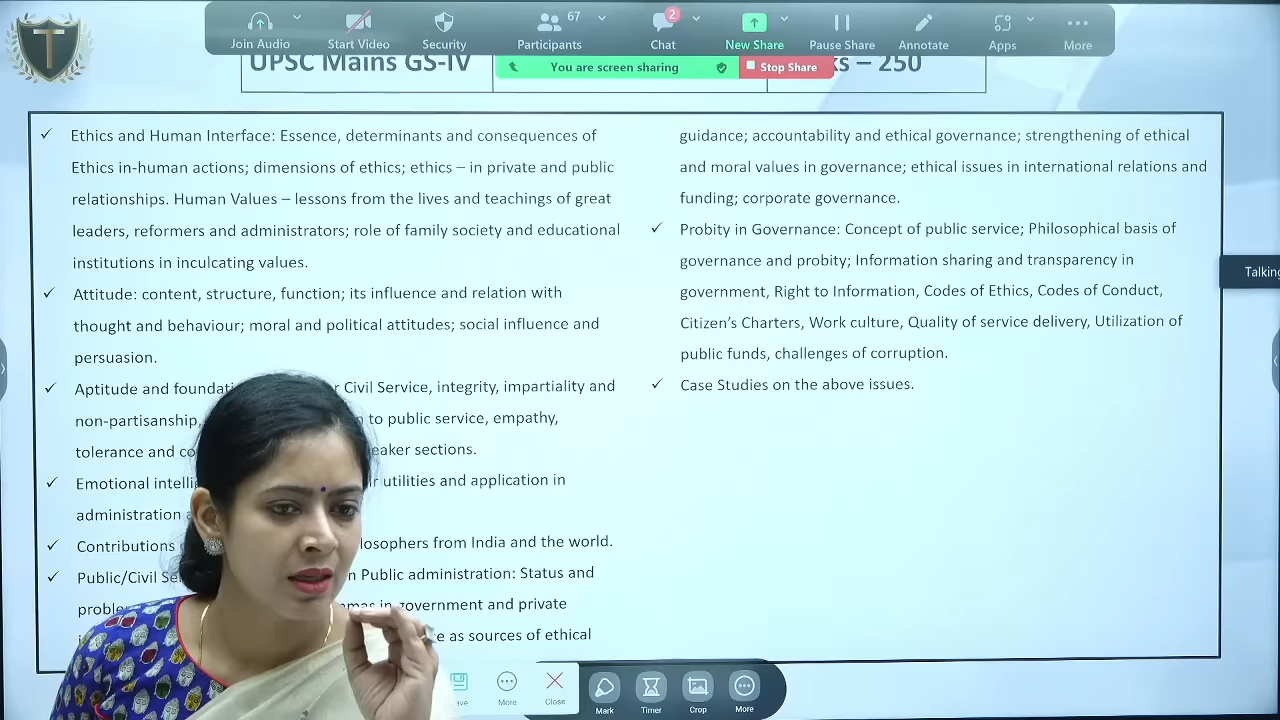 T
Join Audio
Start Video
Security
67
Participants
2
Chat
New Share
Pause Share
Annotate
Apps
More
UPSC Mains GS-IV
You are screen sharing
Stop Share
ks – 250
✓ Ethics and Human Interface: Essence, determinants and consequences of
Ethics in-human actions; dimensions of ethics; ethics – in private and public
relationships. Human Values – lessons from the lives and teachings of great
leaders, reformers and administrators; role of family society and educational
institutions in inculcating values.
✓ Attitude: content, structure, function; its influence and relation with
thought and behaviour; moral and political attitudes; social influence and
persuasion.
✓ Aptitude and foundati r Civil Service, integrity, impartiality and
non-partisanship, n to public service, empathy,
tolerance and co eaker sections.
✓ Emotional intelli r utilities and application in
administration a
✓ Contributions losophers from India and the world.
✓ Public/Civil Se n Public administration: Status and
proble mas in government and private
e as sources of ethical
guidance; accountability and ethical governance; strengthening of ethical
and moral values in governance; ethical issues in international relations and
funding; corporate governance.
✓ Probity in Governance: Concept of public service; Philosophical basis of
governance and probity; Information sharing and transparency in
government, Right to Information, Codes of Ethics, Codes of Conduct,
Citizen’s Charters, Work culture, Quality of service delivery, Utilization of
public funds, challenges of corruption.
✓ Case Studies on the above issues.
Talking
ave
More
Close
Mark
Timer
Crop
More